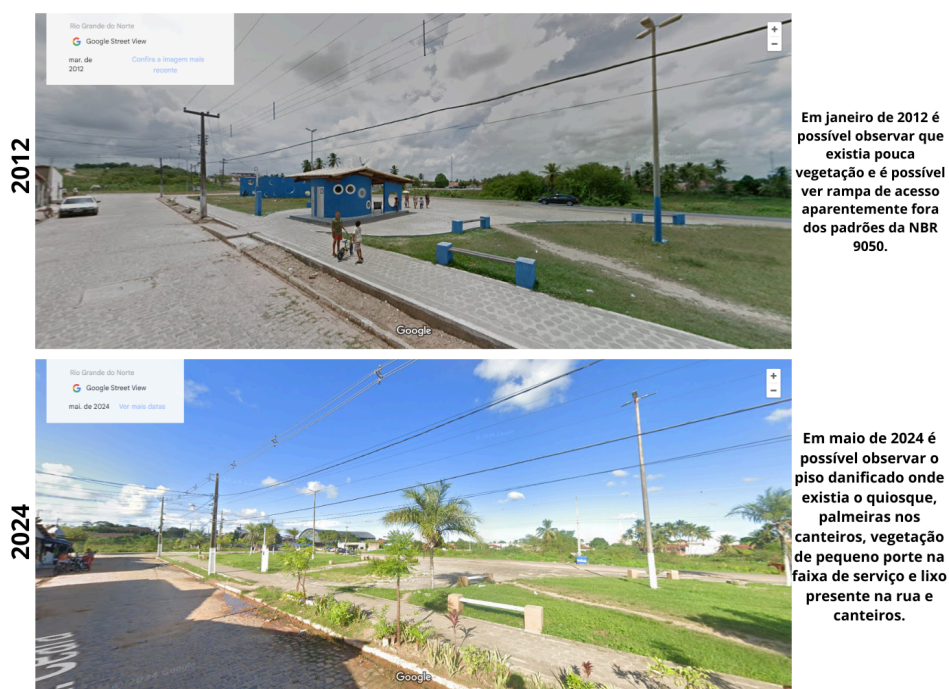 2012
Rio Grande do Norte
Google Street View
mar. de
2012
Confira a imagem mais
recente
+
−
Google
Em janeiro de 2012 é
possível observar que
existia pouca
vegetação e é possível
ver rampa de acesso
aparentemente fora
dos padrões da NBR
9050.
2024
Rio Grande do Norte
Google Street View
mai. de 2024
Ver mais datas
+
−
Google
Em maio de 2024 é
possível observar o
piso danificado onde
existia o quiosque,
palmeiras nos
canteiros, vegetação
de pequeno porte na
faixa de serviço e lixo
presente na rua e
canteiros.